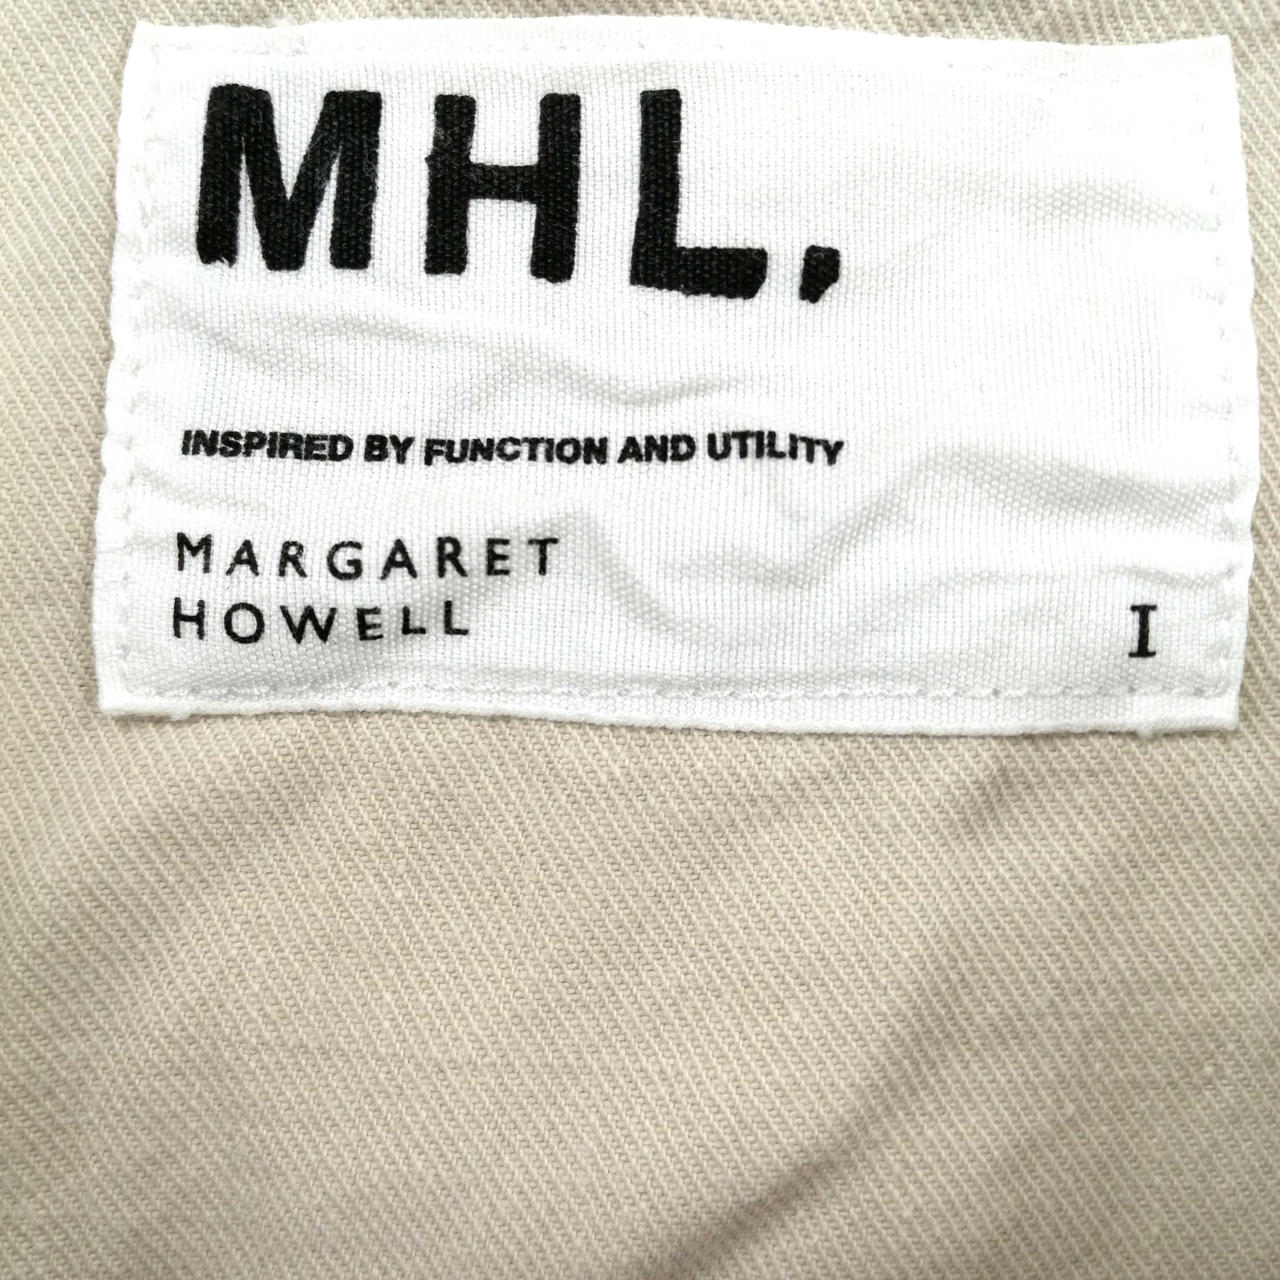 MHL.
INSPIRED BY FUNCTION AND UTILITY
MARGARET
HOWELL
I